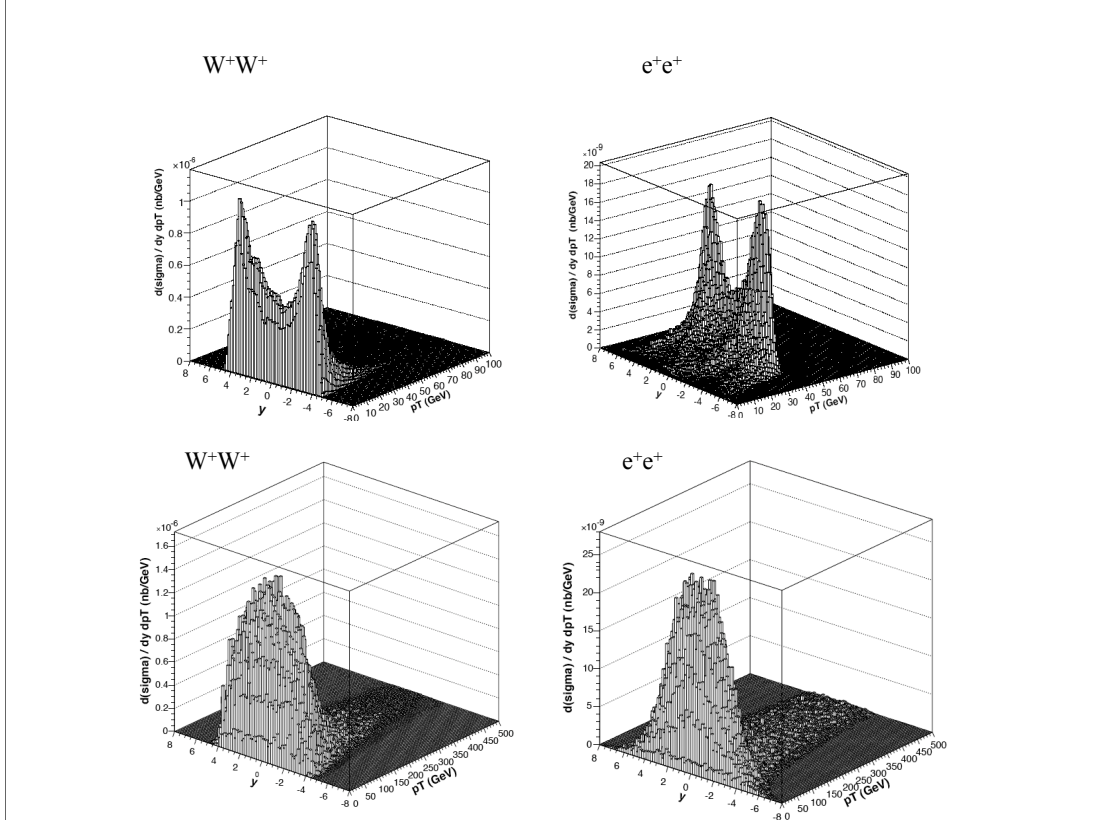 W⁺W⁺
e⁺e⁺
×10⁻⁶
d(sigma) / dy dpT (nb/GeV)
1
0.8
0.6
0.4
0.2
0
8 6 4 2 0 -2 -4 -6 -8
y
0 10 20 30 40 50 60 70 80 90 100
pT (GeV)
×10⁻⁹
d(sigma) / dy dpT (nb/GeV)
20
18
16
14
12
10
8
6
4
2
0
8 6 4 2 0 -2 -4 -6 -8
y
0 10 20 30 40 50 60 70 80 90 100
pT (GeV)
W⁺W⁺
e⁺e⁺
×10⁻⁶
d(sigma) / dy dpT (nb/GeV)
1.6
1.4
1.2
1
0.8
0.6
0.4
0.2
0
8 6 4 2 0 -2 -4 -6 -8
y
0 50 100 150 200 250 300 350 400 450 500
pT (GeV)
×10⁻⁹
d(sigma) / dy dpT (nb/GeV)
25
20
15
10
5
0
8 6 4 2 0 -2 -4 -6 -8
y
0 50 100 150 200 250 300 350 400 450 500
pT (GeV)